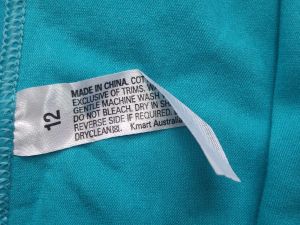 12
MADE IN CHINA. COT
EXCLUSIVE OF TRIMS. WA
GENTLE MACHINE WASH
DO NOT BLEACH. DRY IN SH
REVERSE SIDE IF REQUIRED
DRYCLEAN. Kmart Australia